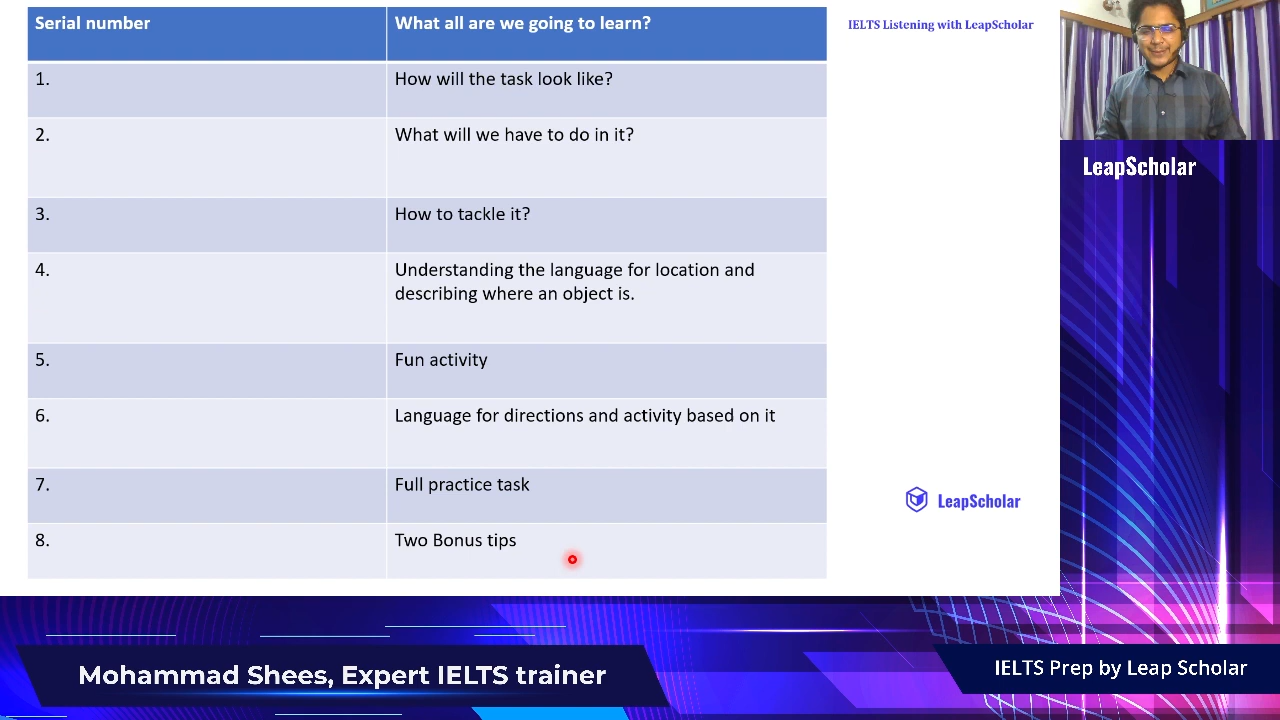 Serial number
What all are we going to learn?
1.
How will the task look like?
2.
What will we have to do in it?
3.
How to tackle it?
4.
Understanding the language for location and
describing where an object is.
5.
Fun activity
6.
Language for directions and activity based on it
7.
Full practice task
8.
Two Bonus tips
IELTS Listening with LeapScholar
LeapScholar
LeapScholar
Mohammad Shees, Expert IELTS trainer
IELTS Prep by Leap Scholar